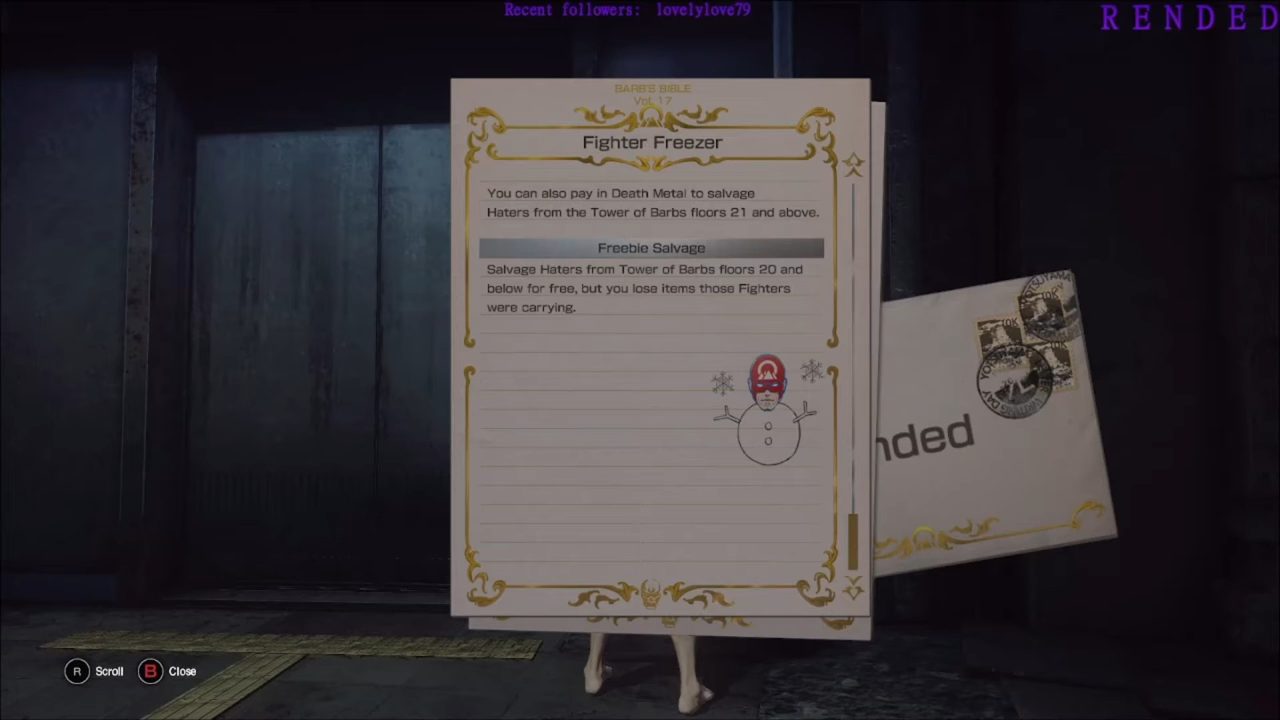 Recent followers: lovelylove79
RENDED
BARB'S BIBLE
Vol. 17
Fighter Freezer
You can also pay in Death Metal to salvage
Haters from the Tower of Barbs floors 21 and above.
Freebie Salvage
Salvage Haters from Tower of Barbs floors 20 and
below for free, but you lose items those Fighters
were carrying.
nded
R Scroll B Close